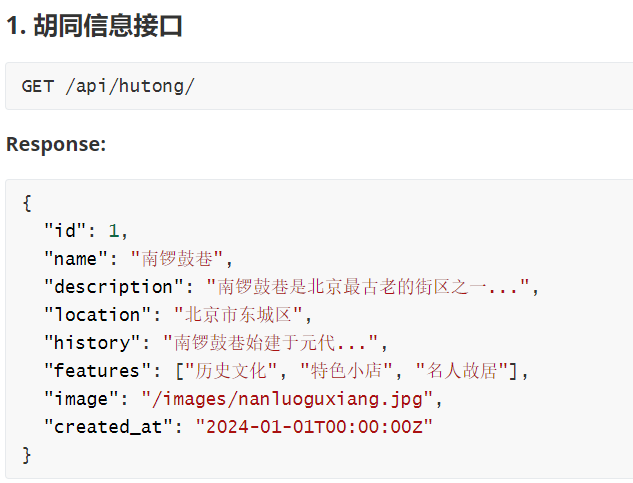 1. 胡同信息接口
GET /api/hutong/
Response:
{
  "id": 1,
  "name": "南锣鼓巷",
  "description": "南锣鼓巷是北京最古老的街区之一...",
  "location": "北京市东城区",
  "history": "南锣鼓巷始建于元代...",
  "features": ["历史文化", "特色小店", "名人故居"],
  "image": "/images/nanluoguxiang.jpg",
  "created_at": "2024-01-01T00:00:00Z"
}